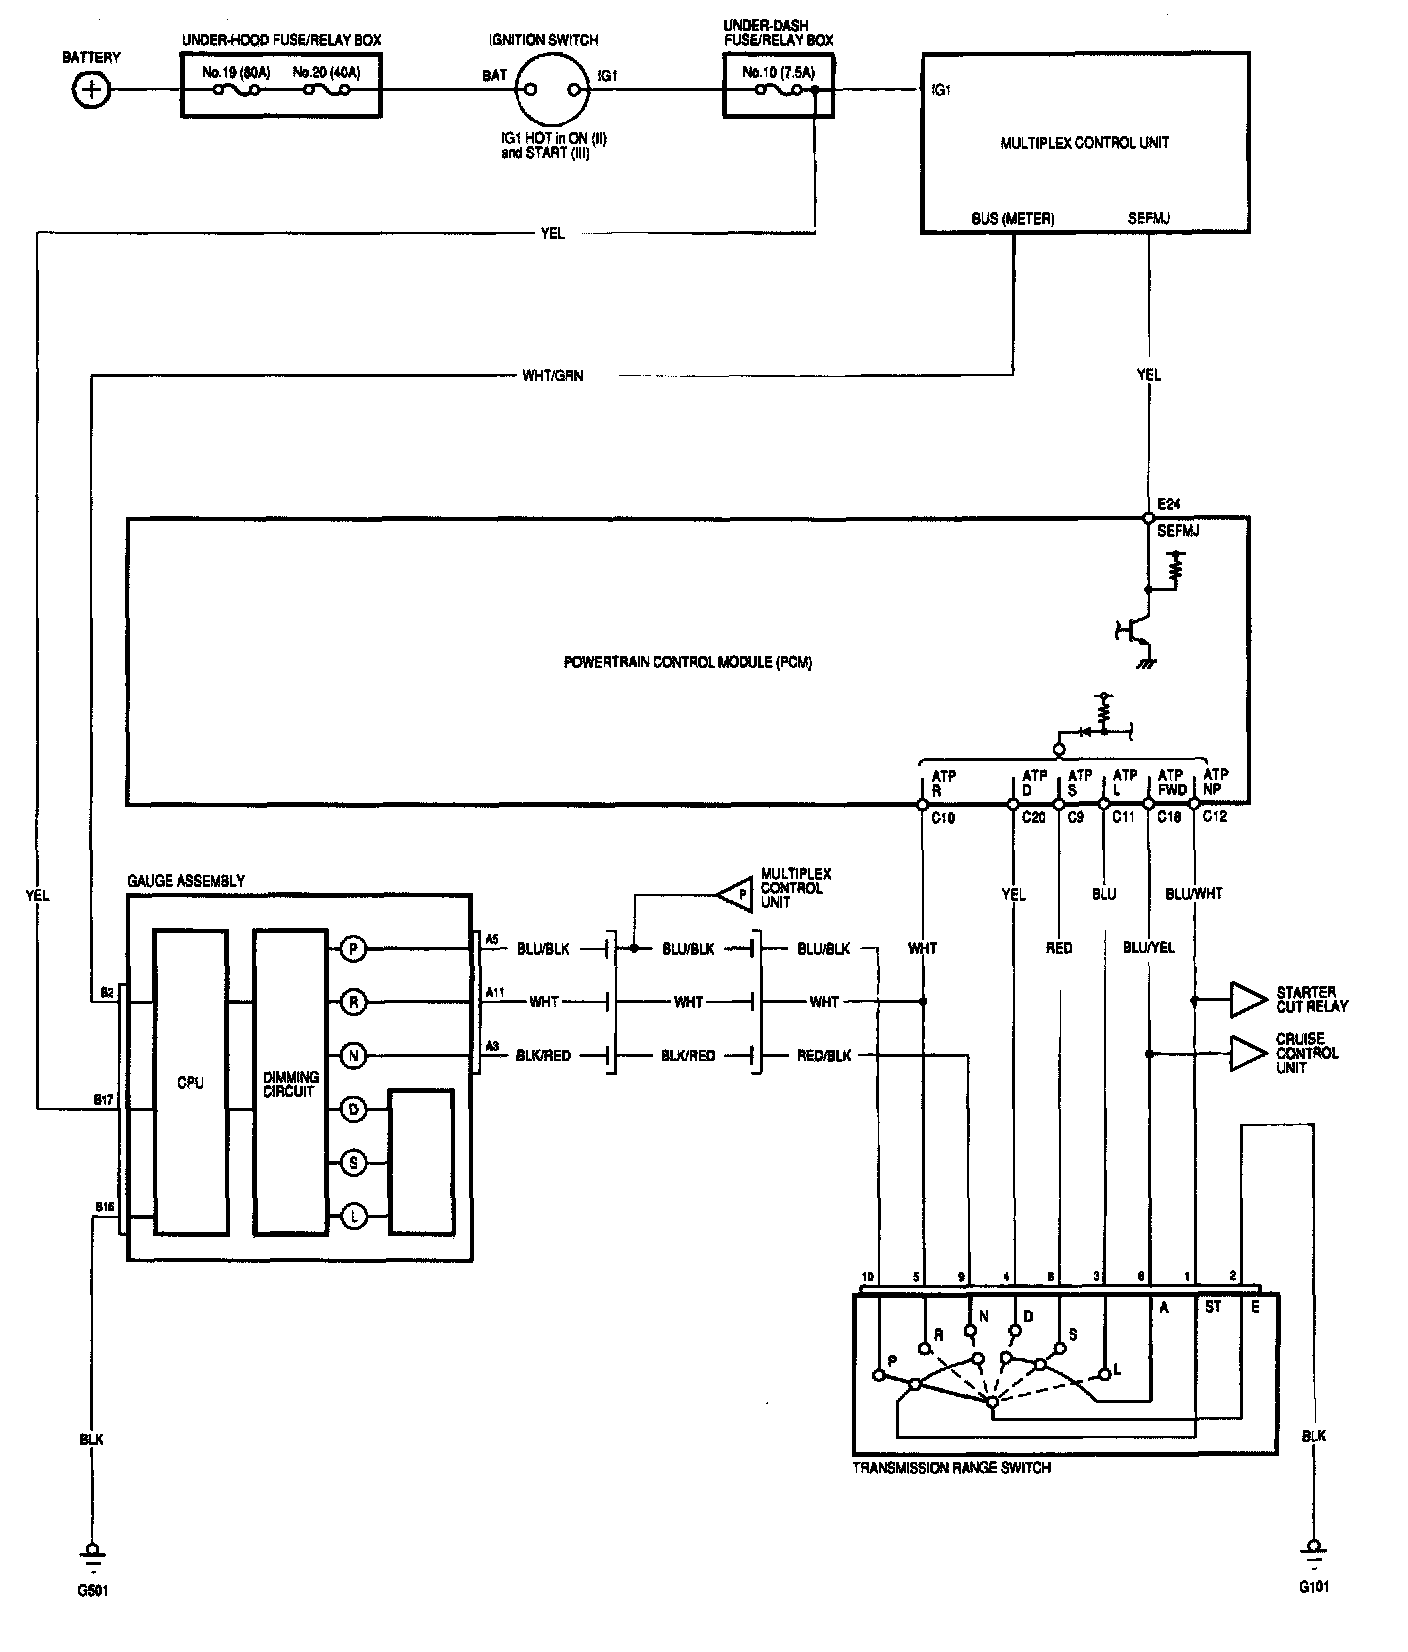 BATTERY
UNDER-HOOD FUSE/RELAY BOX
No.19 (80A) No.20 (40A)
IGNITION SWITCH
BAT
IG1
IG1 HOT in ON (II)
and START (III)
UNDER-DASH
FUSE/RELAY BOX
No.10 (7.5A)
IG1
MULTIPLEX CONTROL UNIT
BUS (METER)
SEFMJ
YEL
WHT/GRN
YEL
E24
SEFMJ
POWERTRAIN CONTROL MODULE (PCM)
ATP
R
ATP
D
ATP
S
ATP
L
ATP
FWD
ATP
NP
C10
C20
C9
C11
C18
C12
YEL
GAUGE ASSEMBLY
MULTIPLEX
CONTROL
UNIT
P
YEL
BLU
BLU/WHT
WHT
RED
BLU/YEL
P
A5
BLU/BLK
BLU/BLK
BLU/BLK
B2
R
A11
WHT
WHT
WHT
STARTER
CUT RELAY
N
A3
BLK/RED
BLK/RED
RED/BLK
CRUISE
CONTROL
UNIT
CPU
DIMMING
CIRCUIT
B17
D
S
B16
L
10
5
9
4
8
3
6
1
2
N
D
A
ST
E
R
S
P
L
TRANSMISSION RANGE SWITCH
BLK
BLK
G501
G101